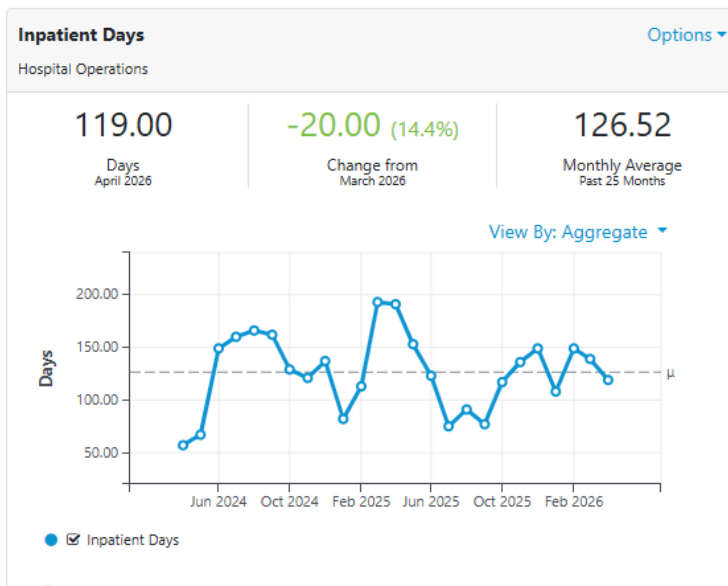 Inpatient Days
Options
Hospital Operations
119.00
Days
April 2026
-20.00 (14.4%)
Change from
March 2026
126.52
Monthly Average
Past 25 Months
View By: Aggregate
Days
200.00
150.00
100.00
50.00
μ
Jun 2024 Oct 2024 Feb 2025 Jun 2025 Oct 2025 Feb 2026
Inpatient Days